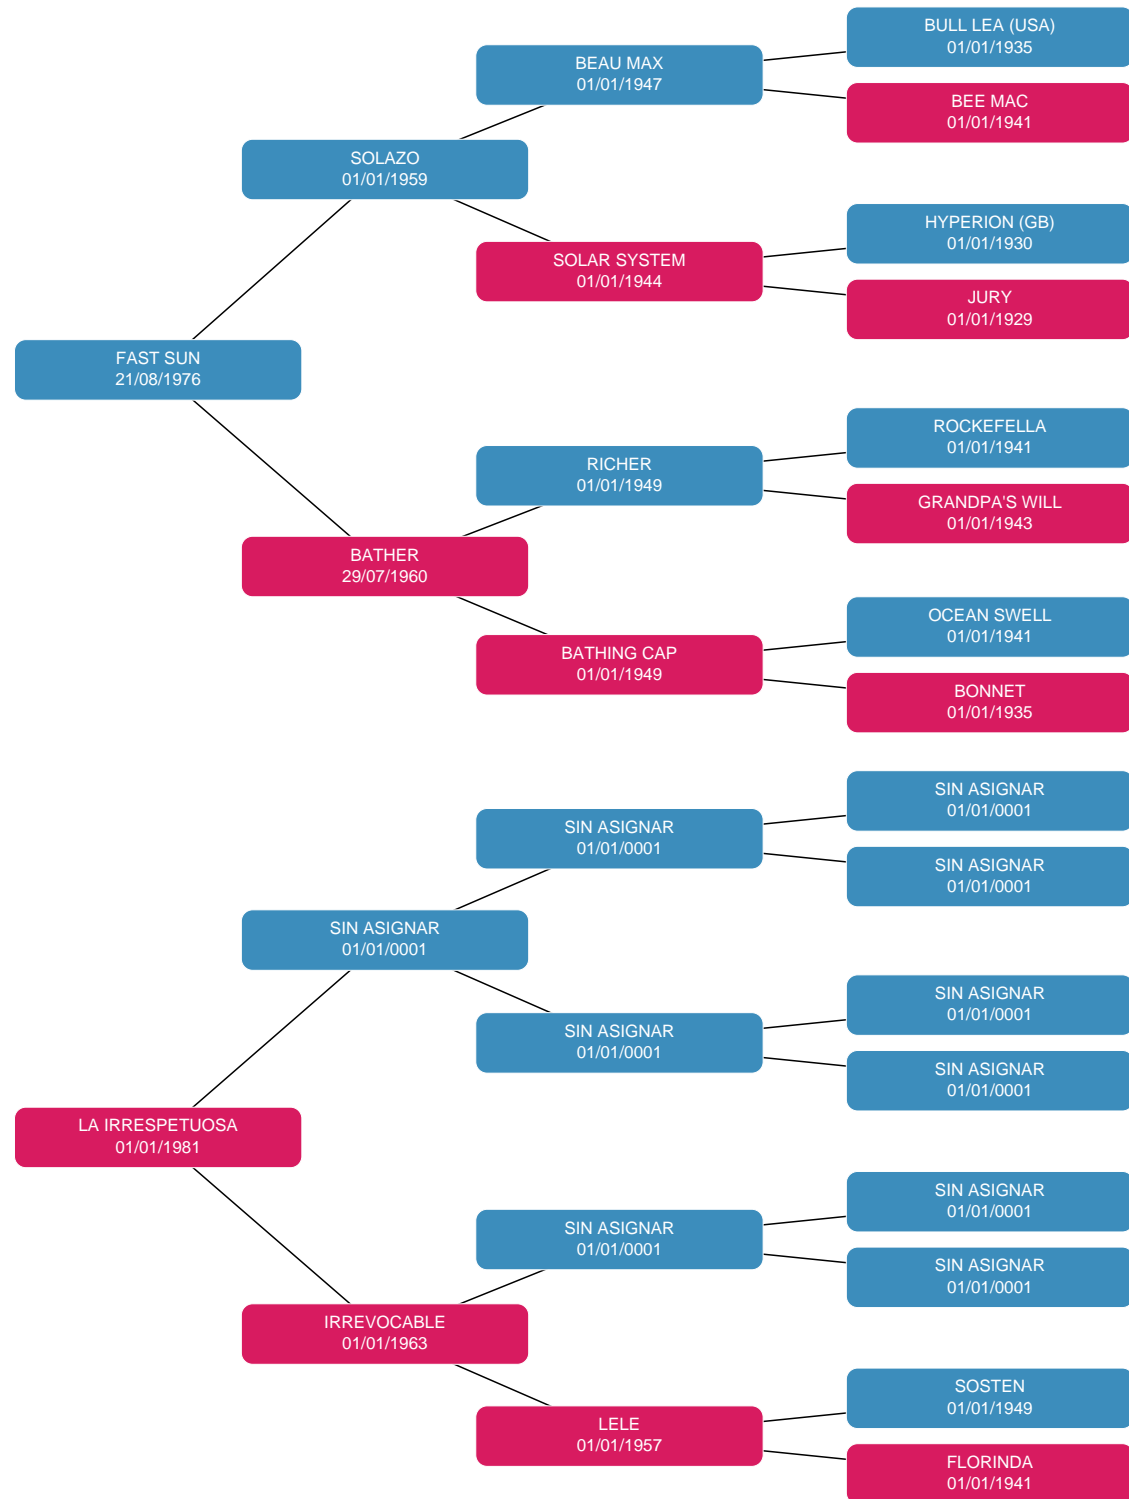 BULL LEA (USA)
01/01/1935
BEAU MAX
01/01/1947
BEE MAC
01/01/1941
SOLAZO
01/01/1959
HYPERION (GB)
01/01/1930
SOLAR SYSTEM
01/01/1944
JURY
01/01/1929
FAST SUN
21/08/1976
ROCKEFELLA
01/01/1941
RICHER
01/01/1949
GRANDPA'S WILL
01/01/1943
BATHER
29/07/1960
OCEAN SWELL
01/01/1941
BATHING CAP
01/01/1949
BONNET
01/01/1935
SIN ASIGNAR
01/01/0001
SIN ASIGNAR
01/01/0001
SIN ASIGNAR
01/01/0001
SIN ASIGNAR
01/01/0001
SIN ASIGNAR
01/01/0001
SIN ASIGNAR
01/01/0001
SIN ASIGNAR
01/01/0001
LA IRRESPETUOSA
01/01/1981
SIN ASIGNAR
01/01/0001
SIN ASIGNAR
01/01/0001
SIN ASIGNAR
01/01/0001
IRREVOCABLE
01/01/1963
SOSTEN
01/01/1949
LELE
01/01/1957
FLORINDA
01/01/1941